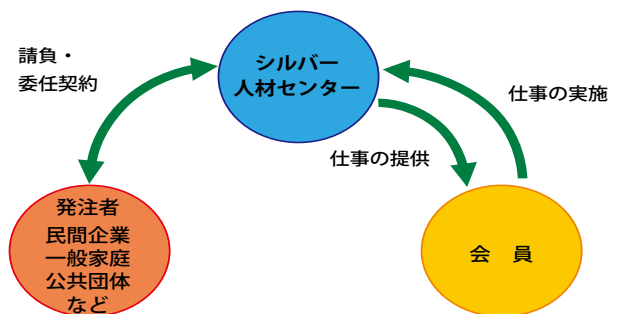 請負・
委任契約
シルバー
人材センター
仕事の実施
仕事の提供
発注者
民間企業
一般家庭
公共団体
など
会　員